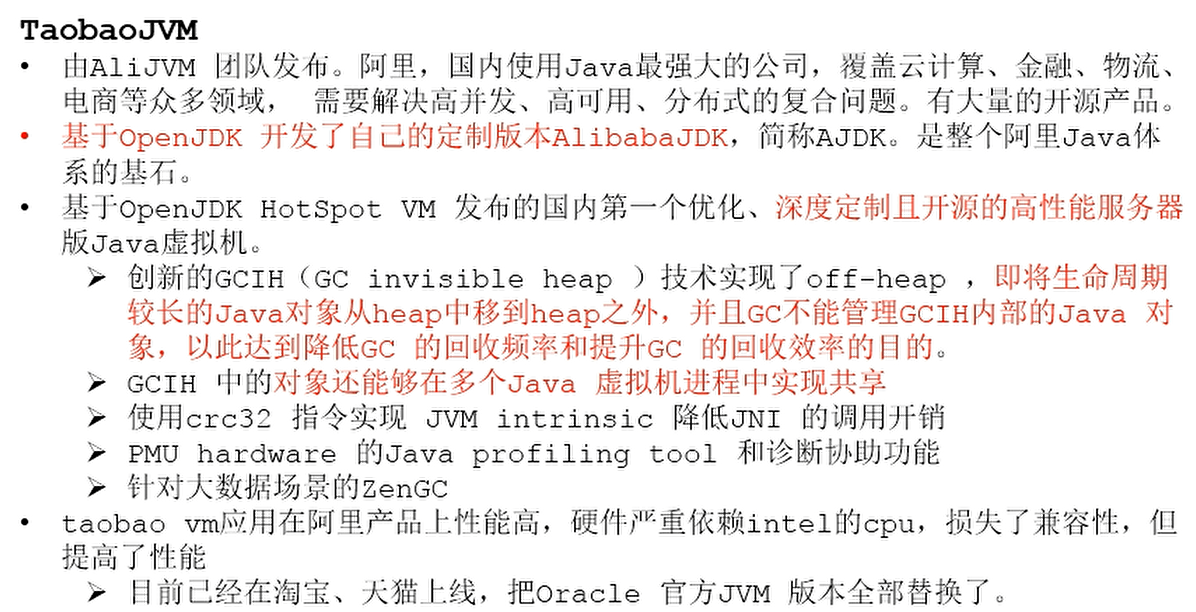 TaobaoJVM
• 由AliJVM 团队发布。阿里，国内使用Java最强大的公司，覆盖云计算、金融、物流、
电商等众多领域， 需要解决高并发、高可用、分布式的复合问题。有大量的开源产品。
• 基于OpenJDK 开发了自己的定制版本AlibabaJDK，简称AJDK。是整个阿里Java体
系的基石。
• 基于OpenJDK HotSpot VM 发布的国内第一个优化、深度定制且开源的高性能服务器
版Java虚拟机。
➢ 创新的GCIH（GC invisible heap ）技术实现了off-heap ，即将生命周期
较长的Java对象从heap中移到heap之外，并且GC不能管理GCIH内部的Java 对
象，以此达到降低GC 的回收频率和提升GC 的回收效率的目的。
➢ GCIH 中的对象还能够在多个Java 虚拟机进程中实现共享
➢ 使用crc32 指令实现 JVM intrinsic 降低JNI 的调用开销
➢ PMU hardware 的Java profiling tool 和诊断协助功能
➢ 针对大数据场景的ZenGC
• taobao vm应用在阿里产品上性能高，硬件严重依赖intel的cpu，损失了兼容性，但
提高了性能
➢ 目前已经在淘宝、天猫上线，把Oracle 官方JVM 版本全部替换了。